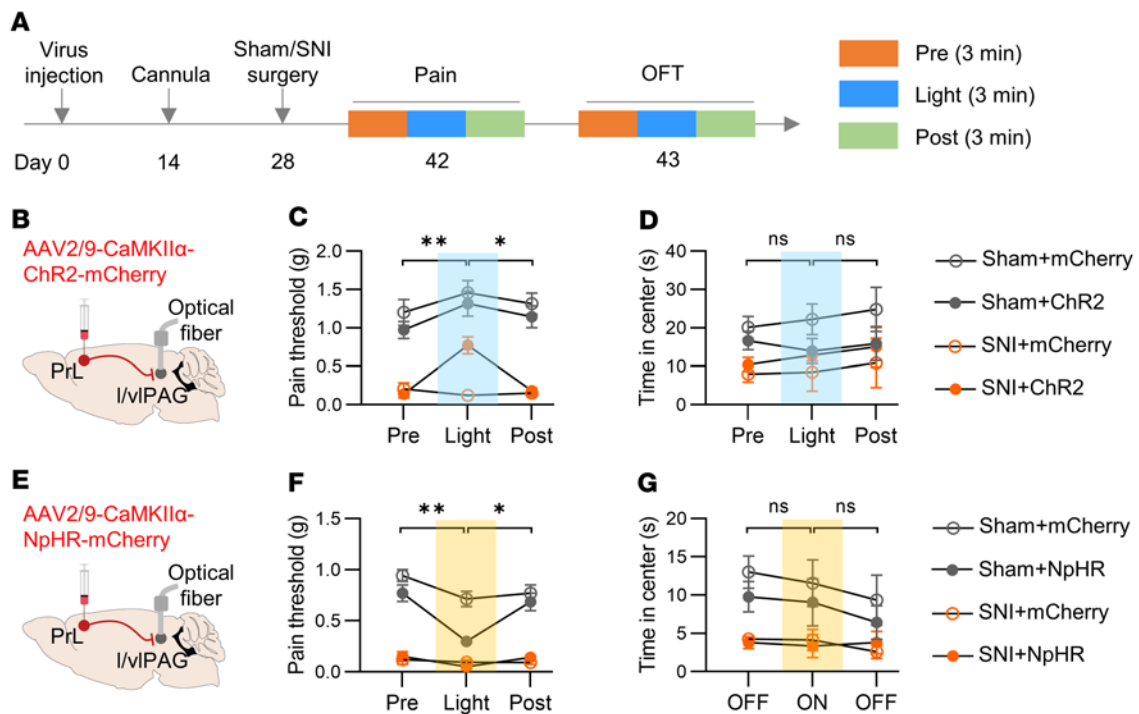 A
Virus
injection
Cannula
Sham/SNI
surgery
Pain
OFT
Day 0
14
28
42
43
Pre (3 min)
Light (3 min)
Post (3 min)
B
AAV2/9-CaMKIIα-
ChR2-mCherry
Optical
fiber
PrL
l/vlPAG
C
** *
Pain threshold (g)
2.0
1.5
1.0
0.5
0.0
Pre Light Post
D
ns ns
Time in center (s)
40
30
20
10
0
Pre Light Post
Sham+mCherry
Sham+ChR2
SNI+mCherry
SNI+ChR2
E
AAV2/9-CaMKIIα-
NpHR-mCherry
Optical
fiber
PrL
l/vlPAG
F
** *
Pain threshold (g)
1.5
1.0
0.5
0.0
Pre Light Post
G
ns ns
Time in center (s)
20
15
10
5
0
OFF ON OFF
Sham+mCherry
Sham+NpHR
SNI+mCherry
SNI+NpHR